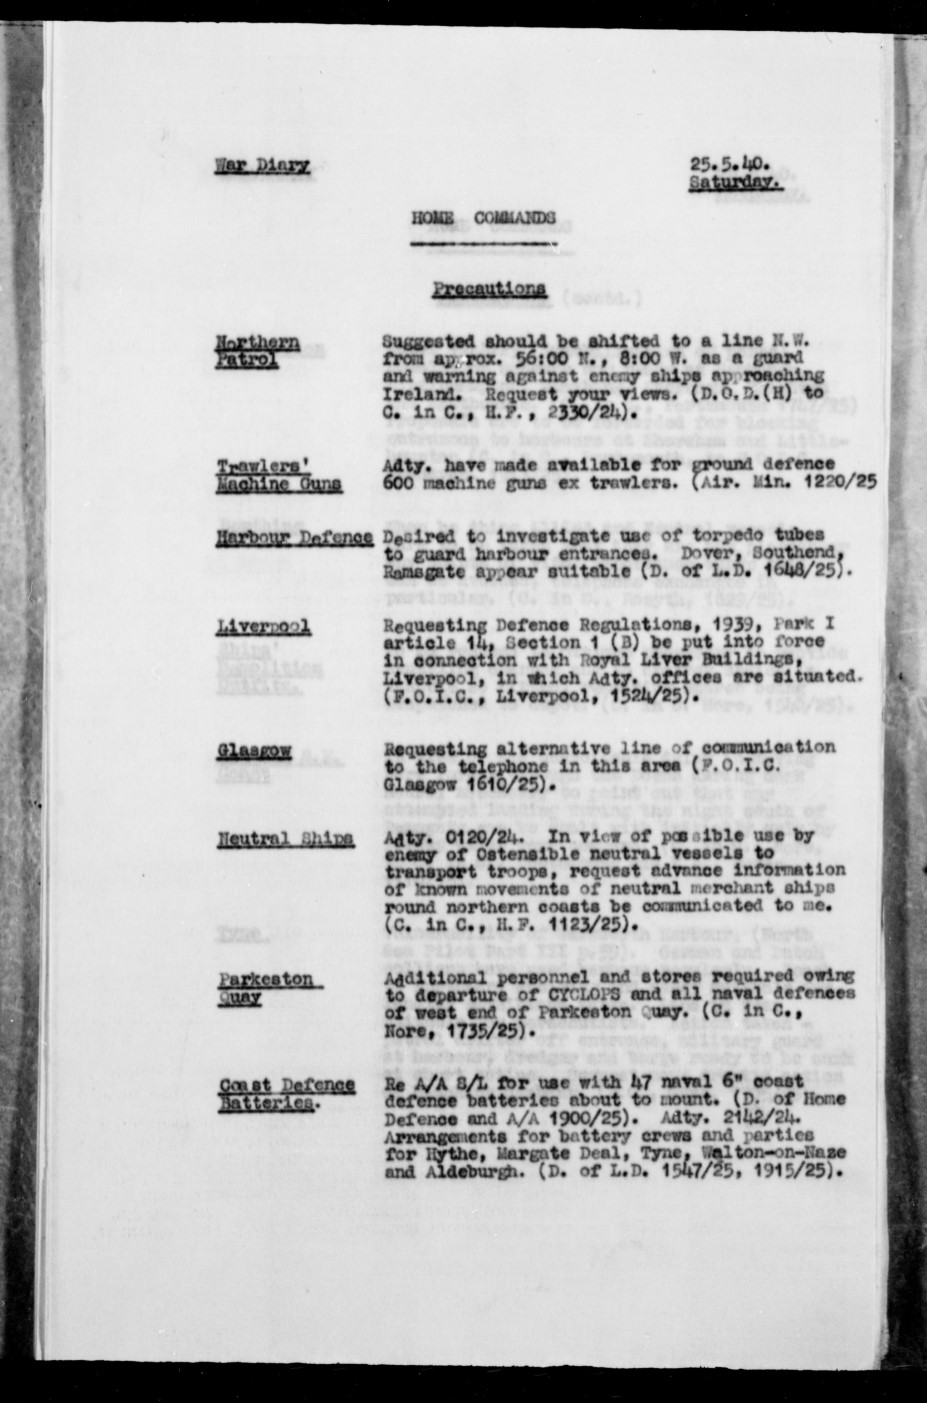 War Diary
25.5.40.
Saturday.
HOME COMMANDS
Precautions
Northern
Patrol
Suggested should be shifted to a line N.W.
from approx. 56:00 N., 8:00 W. as a guard
and warning against enemy ships approaching
Ireland. Request your views. (D.O.D.(H) to
C. in C., H.F., 2330/24).
Trawlers'
Machine Guns
Adty. have made available for ground defence
600 machine guns ex trawlers. (Air. Min. 1220/25
Harbour Defence
Desired to investigate use of torpedo tubes
to guard harbour entrances. Dover, Southend,
Ramsgate appear suitable (D. of L.D. 1648/25).
Liverpool
Requesting Defence Regulations, 1939, Park I
article 14, Section 1 (B) be put into force
in connection with Royal Liver Buildings,
Liverpool, in which Adty. offices are situated.
(F.O.I.C., Liverpool, 1524/25).
Glasgow
Requesting alternative line of communication
to the telephone in this area (F.O.I.C.
Glasgow 1610/25).
Neutral Ships
Adty. 0120/24. In view of possible use by
enemy of Ostensible neutral vessels to
transport troops, request advance information
of known movements of neutral merchant ships
round northern coasts be communicated to me.
(C. in C., H.F. 1123/25).
Parkeston
Quay
Additional personnel and stores required owing
to departure of CYCLOPS and all naval defences
of west end of Parkeston Quay. (C. in C.,
Nore, 1735/25).
Coast Defence
Batteries.
Re A/A S/L for use with 47 naval 6" coast
defence batteries about to mount. (D. of Home
Defence and A/A 1900/25). Adty. 2142/24.
Arrangements for battery crews and parties
for Hythe, Margate Deal, Tyne, Walton-on-Naze
and Aldeburgh. (D. of L.D. 1547/25, 1915/25).